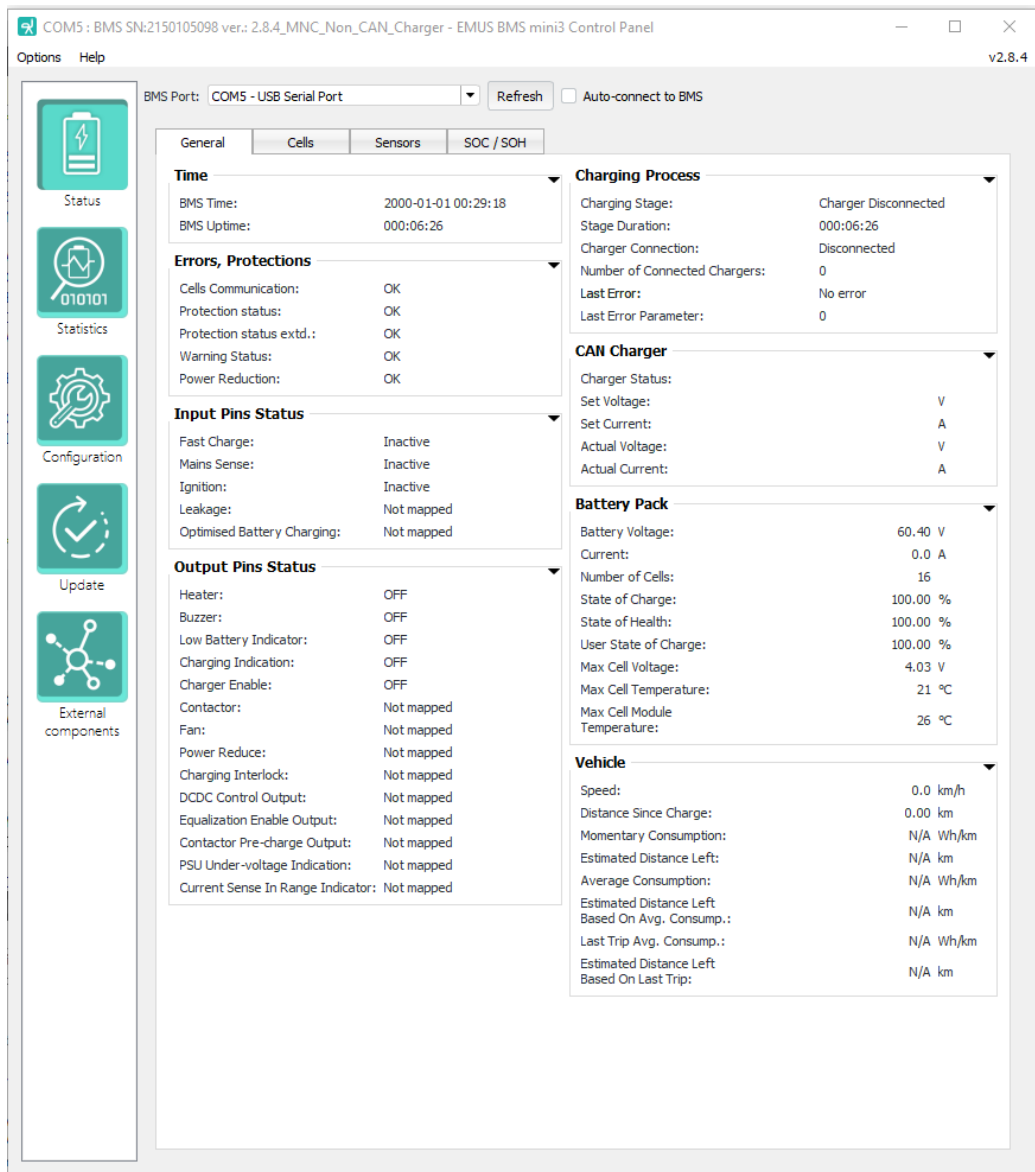 COM5 : BMS SN:2150105098 ver.: 2.8.4_MNC_Non_CAN_Charger - EMUS BMS mini3 Control Panel
Options Help v2.8.4
BMS Port: COM5 - USB Serial Port Refresh Auto-connect to BMS
General Cells Sensors SOC / SOH
Status
010101
Statistics
Configuration
Update
External
components
Time
BMS Time: 2000-01-01 00:29:18
BMS Uptime: 000:06:26
Errors, Protections
Cells Communication: OK
Protection status: OK
Protection status extd.: OK
Warning Status: OK
Power Reduction: OK
Input Pins Status
Fast Charge: Inactive
Mains Sense: Inactive
Ignition: Inactive
Leakage: Not mapped
Optimised Battery Charging: Not mapped
Output Pins Status
Heater: OFF
Buzzer: OFF
Low Battery Indicator: OFF
Charging Indication: OFF
Charger Enable: OFF
Contactor: Not mapped
Fan: Not mapped
Power Reduce: Not mapped
Charging Interlock: Not mapped
DCDC Control Output: Not mapped
Equalization Enable Output: Not mapped
Contactor Pre-charge Output: Not mapped
PSU Under-voltage Indication: Not mapped
Current Sense In Range Indicator: Not mapped
Charging Process
Charging Stage: Charger Disconnected
Stage Duration: 000:06:26
Charger Connection: Disconnected
Number of Connected Chargers: 0
Last Error: No error
Last Error Parameter: 0
CAN Charger
Charger Status:
Set Voltage: V
Set Current: A
Actual Voltage: V
Actual Current: A
Battery Pack
Battery Voltage: 60.40 V
Current: 0.0 A
Number of Cells: 16
State of Charge: 100.00 %
State of Health: 100.00 %
User State of Charge: 100.00 %
Max Cell Voltage: 4.03 V
Max Cell Temperature: 21 °C
Max Cell Module
Temperature: 26 °C
Vehicle
Speed: 0.0 km/h
Distance Since Charge: 0.00 km
Momentary Consumption: N/A Wh/km
Estimated Distance Left: N/A km
Average Consumption: N/A Wh/km
Estimated Distance Left
Based On Avg. Consump.: N/A km
Last Trip Avg. Consump.: N/A Wh/km
Estimated Distance Left
Based On Last Trip: N/A km